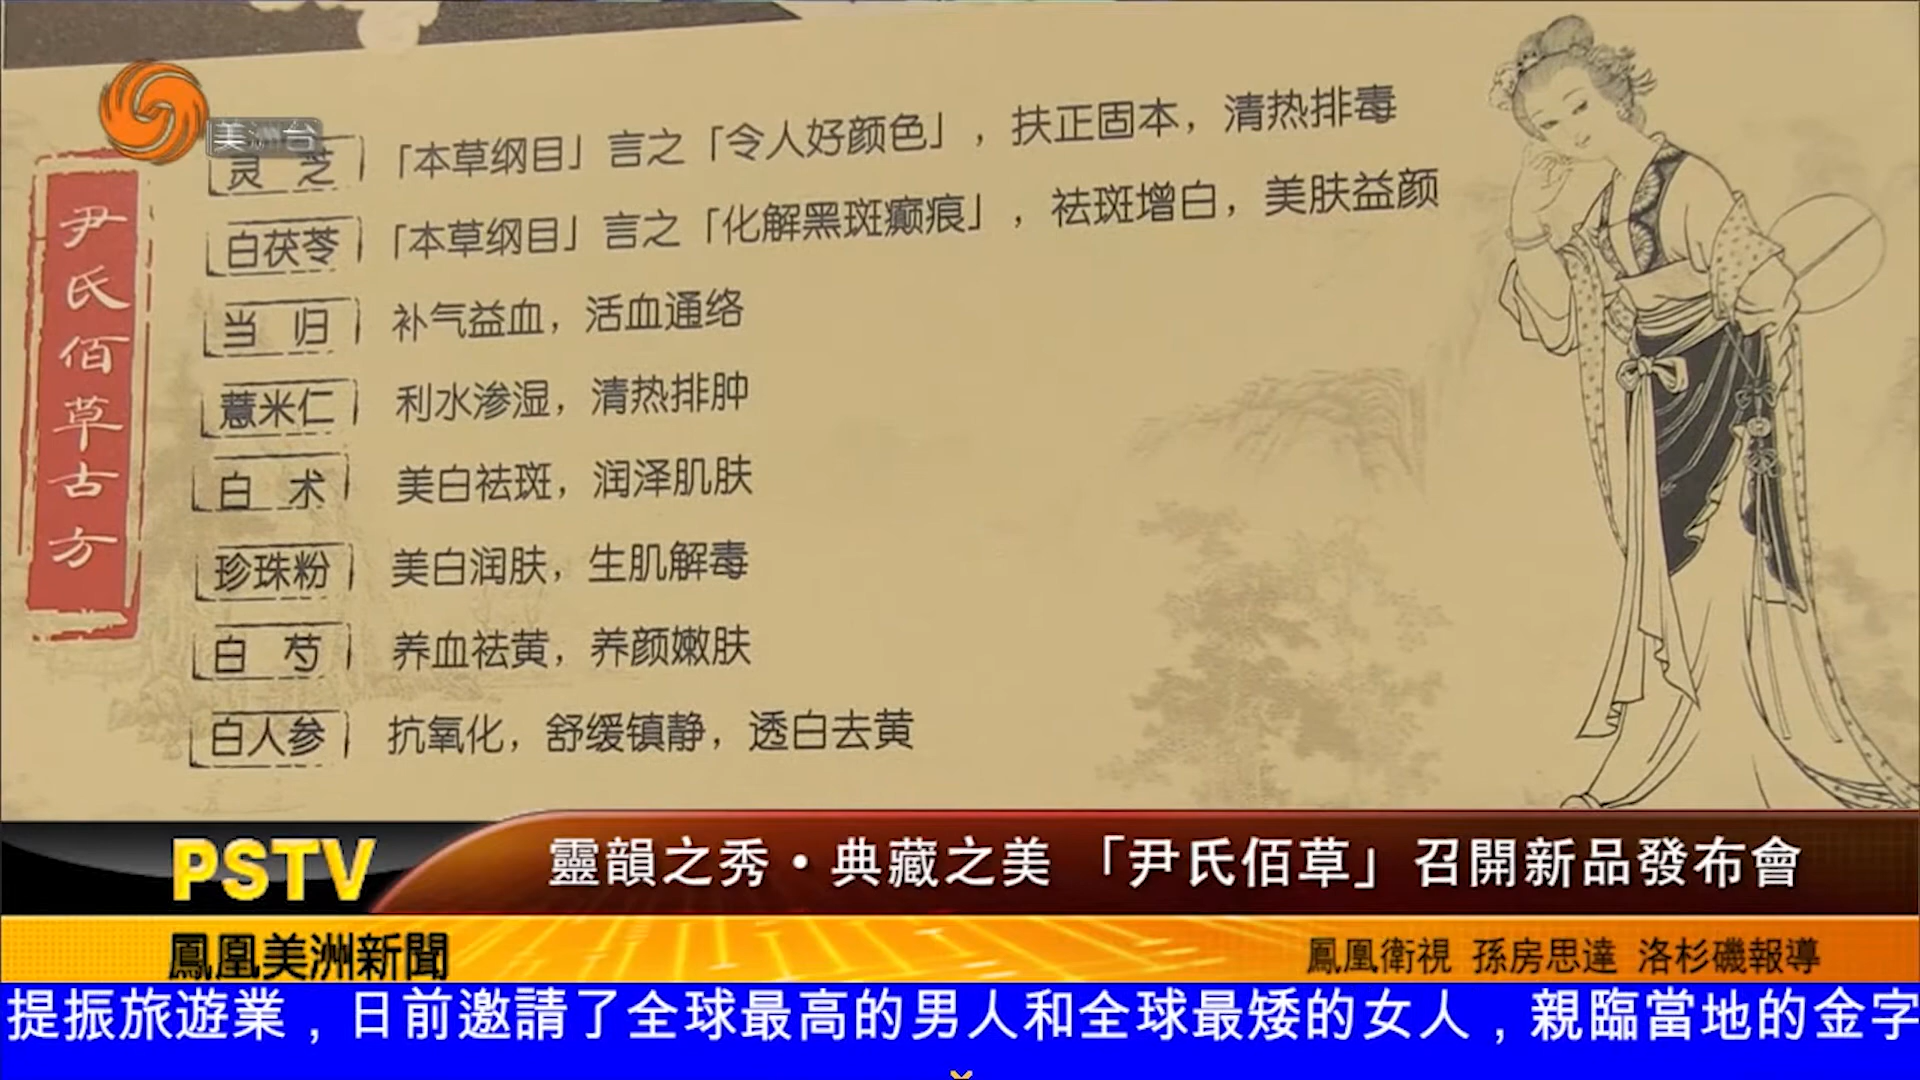 美洲台
尹氏佰草古方
灵芝 「本草纲目」言之「令人好颜色」，扶正固本，清热排毒
白茯苓 「本草纲目」言之「化解黑斑癫痕」，祛斑增白，美肤益颜
当归 补气益血，活血通络
薏米仁 利水渗湿，清热排肿
白术 美白祛斑，润泽肌肤
珍珠粉 美白润肤，生肌解毒
白芍 养血祛黄，养颜嫩肤
白人参 抗氧化，舒缓镇静，透白去黄
PSTV
靈韻之秀·典藏之美 「尹氏佰草」召開新品發布會
鳳凰美洲新聞
鳳凰衛視 孫房思達 洛杉磯報導
提振旅遊業，日前邀請了全球最高的男人和全球最矮的女人，親臨當地的金字